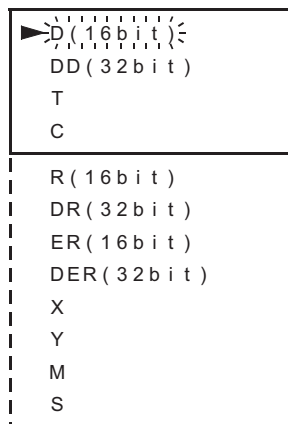 D(16bit)
DD(32bit)
T
C
R(16bit)
DR(32bit)
ER(16bit)
DER(32bit)
X
Y
M
S